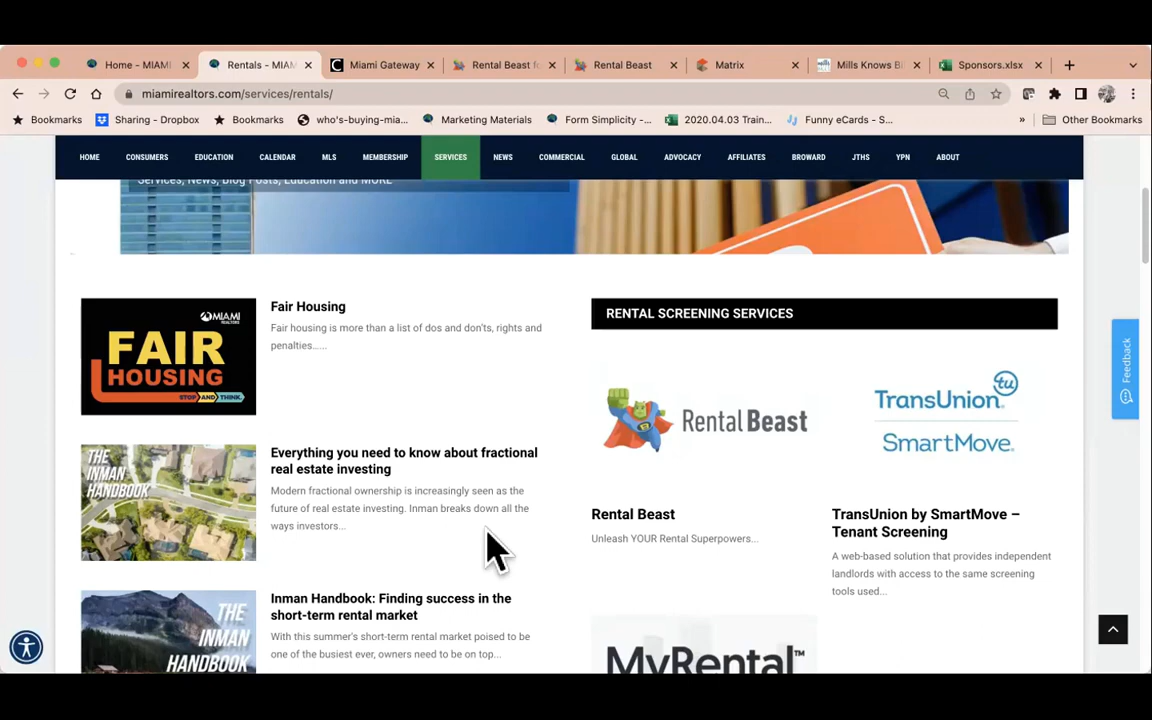 Home - MIAMI
Rentals - MIAM
Miami Gateway
Rental Beast fo
Rental Beast
Matrix
Mills Knows Bi
Sponsors.xlsx
miamirealtors.com/services/rentals/
Bookmarks
Sharing - Dropbox
Bookmarks
who's-buying-mia...
Marketing Materials
Form Simplicity -...
2020.04.03 Train...
Funny eCards - S...
» Other Bookmarks
HOME CONSUMERS EDUCATION CALENDAR MLS MEMBERSHIP SERVICES NEWS COMMERCIAL GLOBAL ADVOCACY AFFILIATES BROWARD JTHS YPN ABOUT
Services, News, Blog Posts, Education and MORE
MIAMI
REALTORS
FAIR
HOUSING
STOP AND THINK.
Fair Housing
Fair housing is more than a list of dos and don'ts, rights and
penalties.....
THE
INMAN
HANDBOOK
Everything you need to know about fractional
real estate investing
Modern fractional ownership is increasingly seen as the
future of real estate investing. Inman breaks down all the
ways investors...
THE
INMAN
HANDBOOK
Inman Handbook: Finding success in the
short-term rental market
With this summer's short-term rental market poised to be
one of the busiest ever, owners need to be on top...
RENTAL SCREENING SERVICES
Rental Beast
Rental Beast
Unleash YOUR Rental Superpowers...
tu
TransUnion
SmartMove
TransUnion by SmartMove –
Tenant Screening
A web-based solution that provides independent
landlords with access to the same screening
tools used...
MyRental™
Feedback